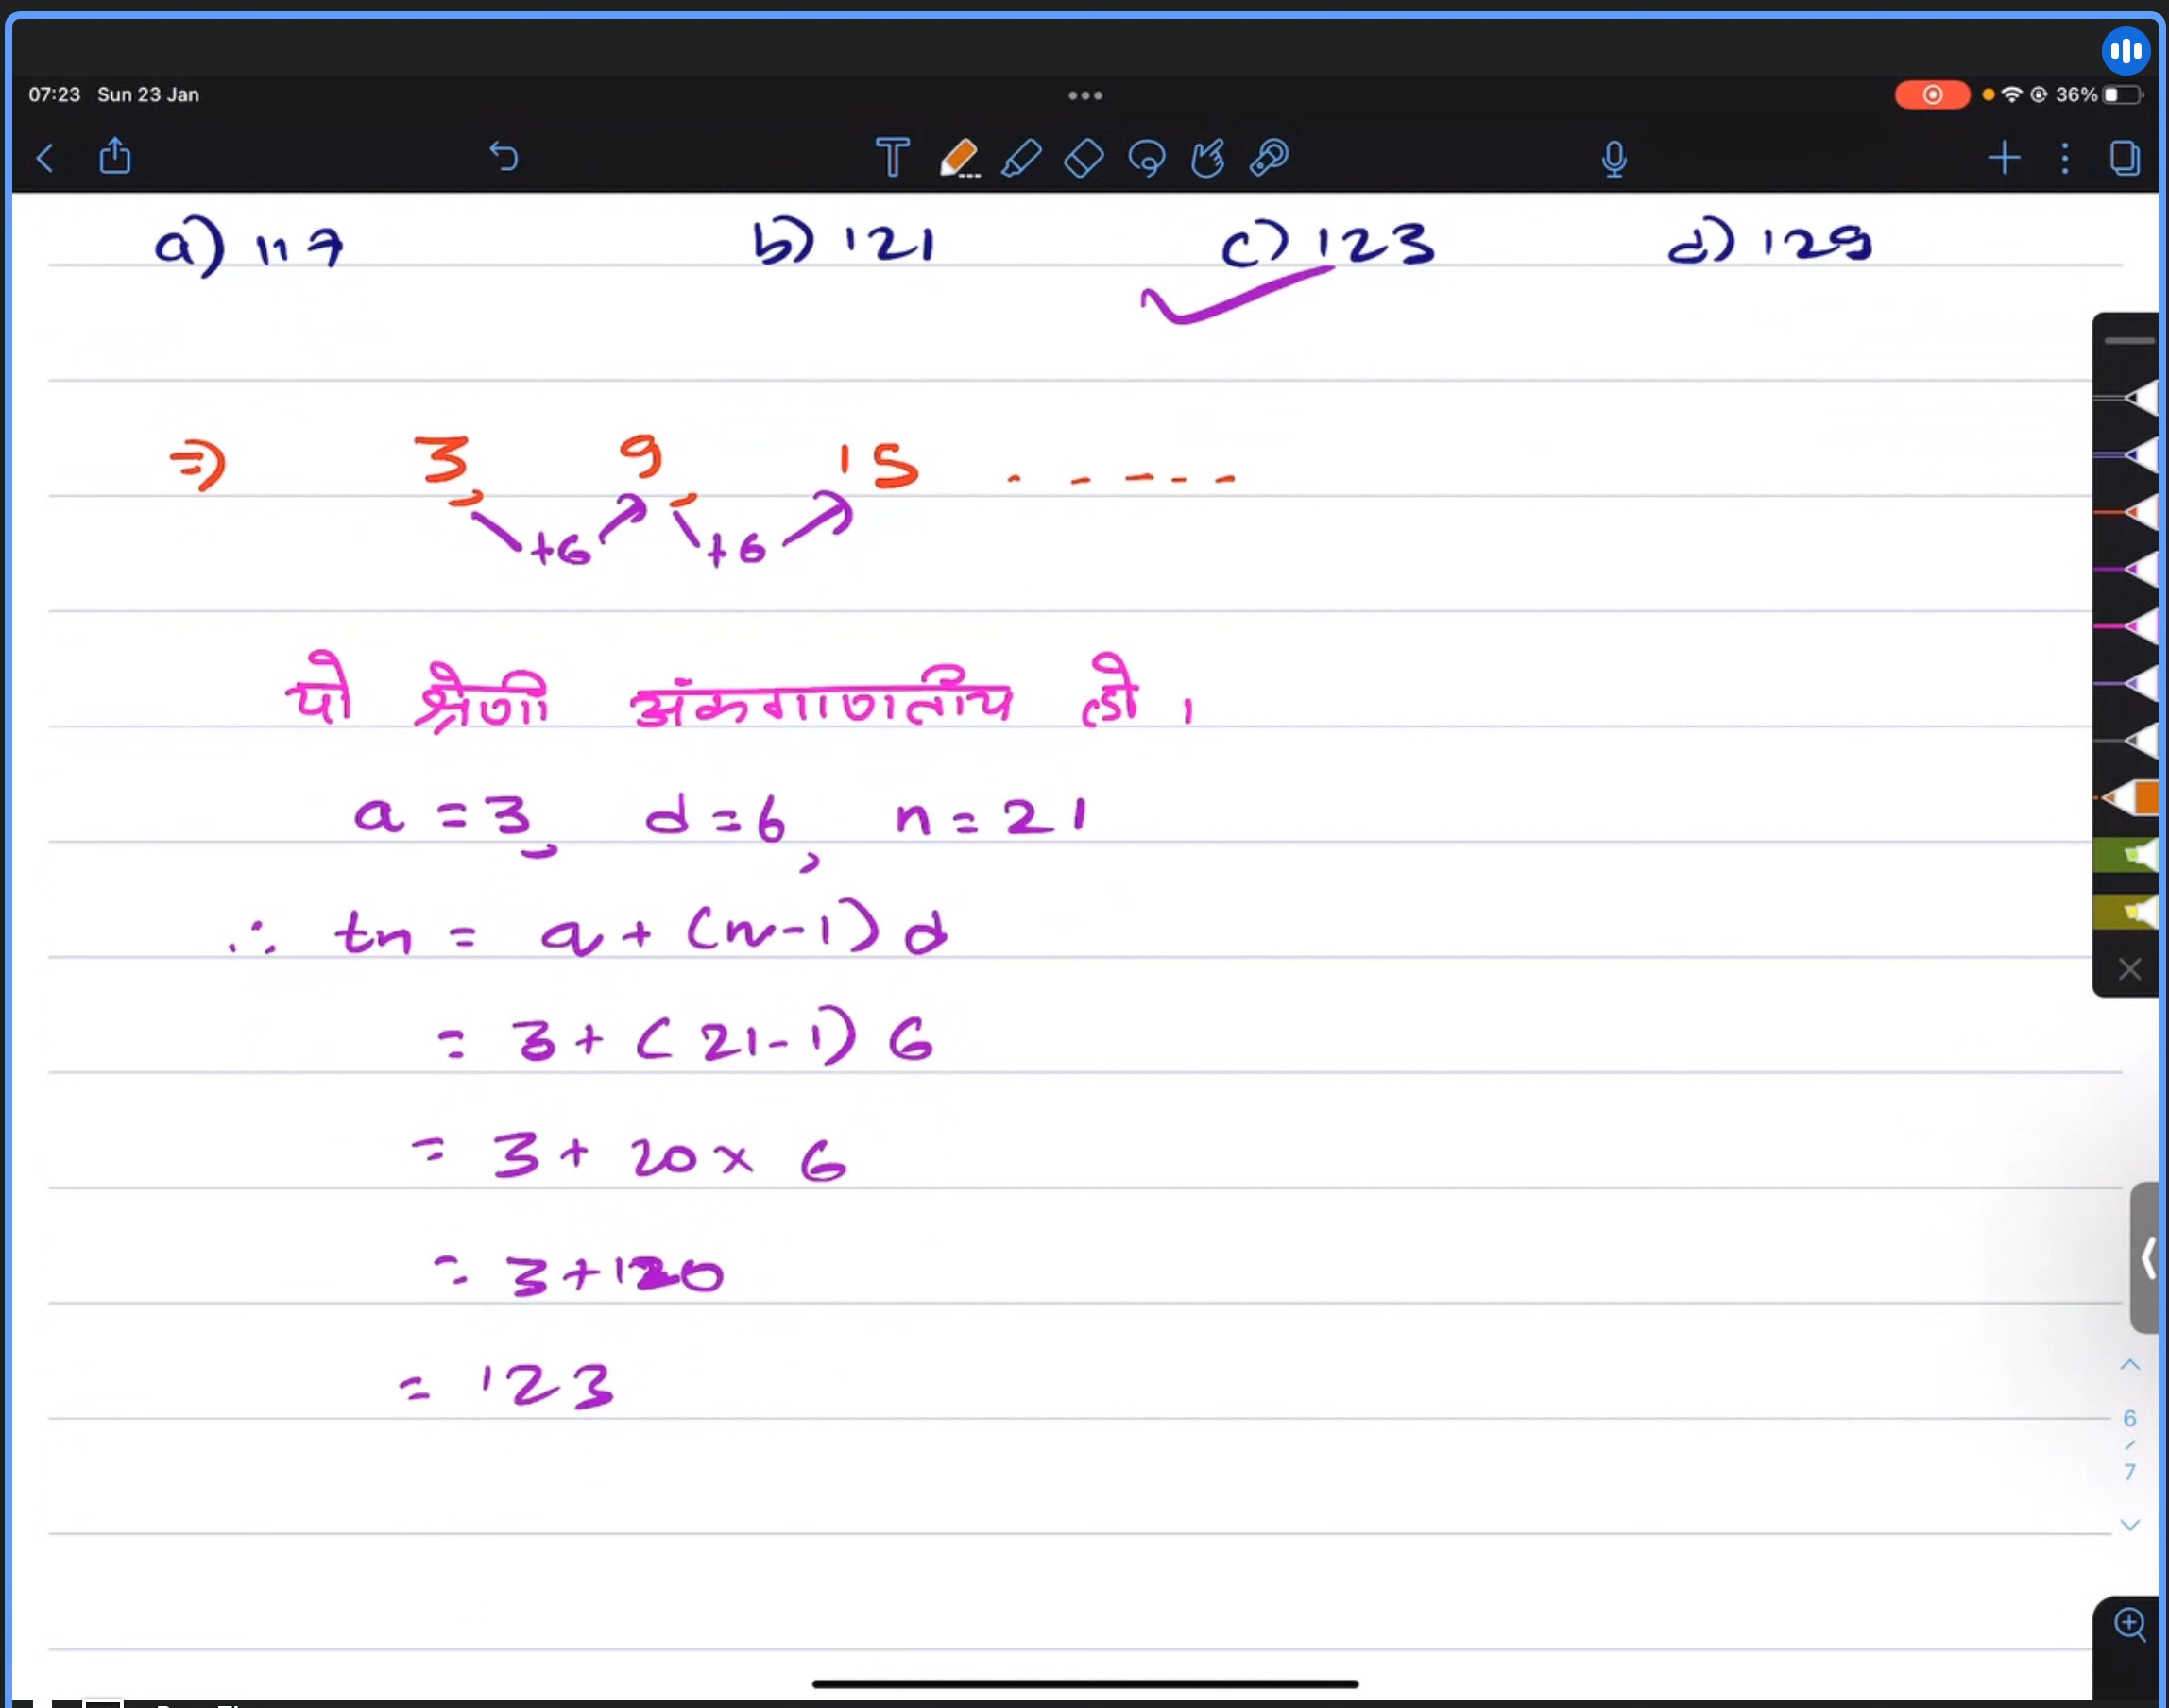 07:23 Sun 23 Jan 36%
a) 117 b) 121 c) 123 d) 129
⇒ 3, 9, 15 . - - - -
+6 +6
यो श्रेणी अंकगणितीय हो ।
a = 3, d = 6, n = 21
∴ tn = a + (n-1) d
= 3 + (21-1) 6
= 3 + 20 × 6
= 3 + 120
= 123
6
/
7